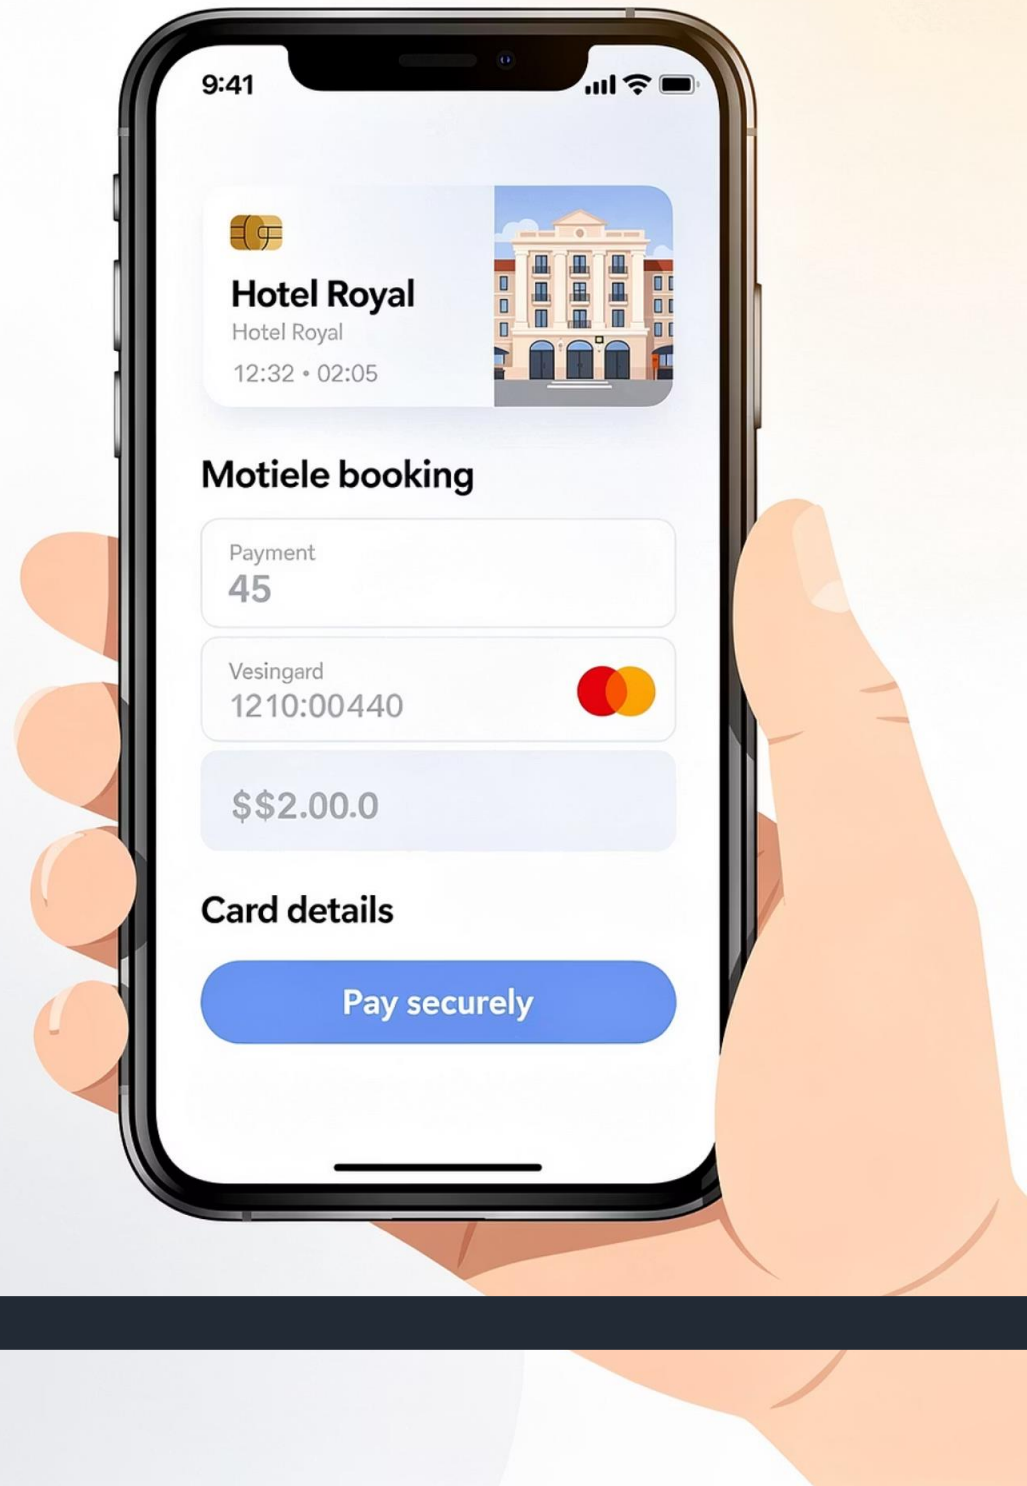 9:41
Hotel Royal
Hotel Royal
12:32 • 02:05
Motiele booking
Payment
45
Vesingard
1210:00440
$$2.00.0
Card details
Pay securely